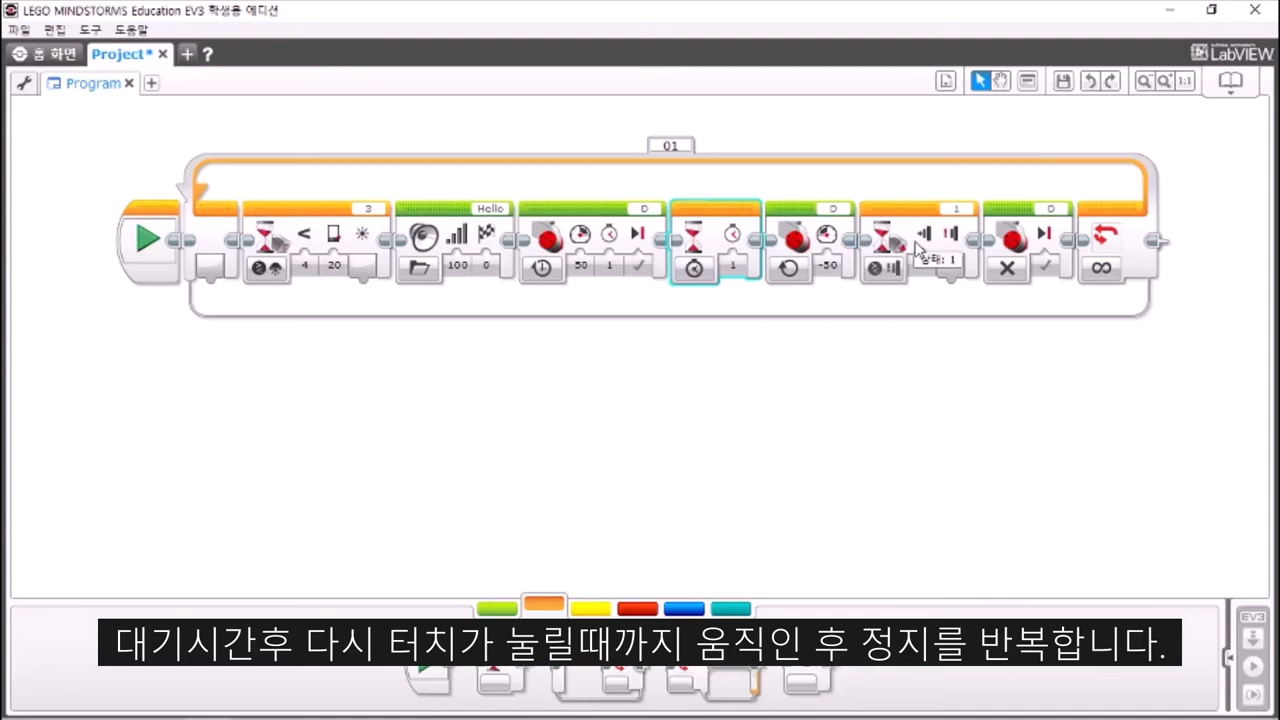 LEGO MINDSTORMS Education EV3 학생용 에디션
파일 편집 도구 도움말
홈 화면 Project* × + ?
LabVIEW
Program × +
1:1
01
3 Hello D D 1 D
상태: 1
4 20 100 0 50 1 1 -50
EV3
대기시간후 다시 터치가 눌릴때까지 움직인 후 정지를 반복합니다.